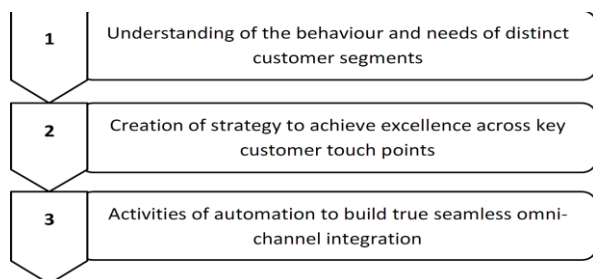 1
Understanding of the behaviour and needs of distinct
customer segments
2
Creation of strategy to achieve excellence across key
customer touch points
3
Activities of automation to build true seamless omni-
channel integration